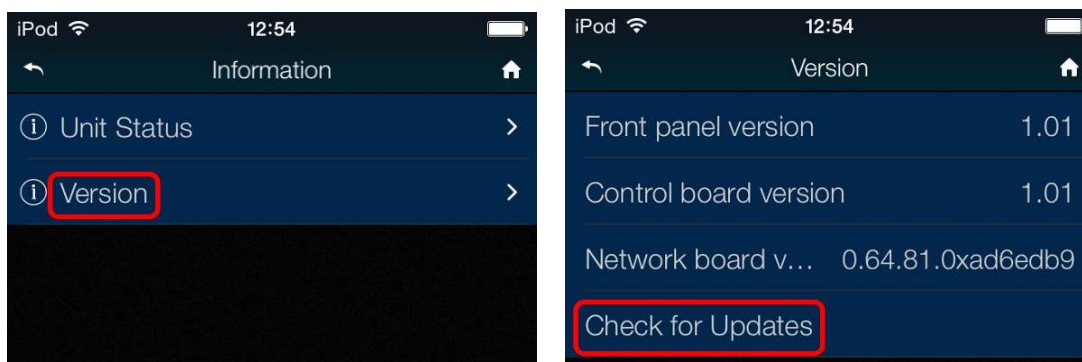 iPod 12:54
Information
Unit Status
Version
iPod 12:54
Version
Front panel version 1.01
Control board version 1.01
Network board v... 0.64.81.0xad6edb9
Check for Updates